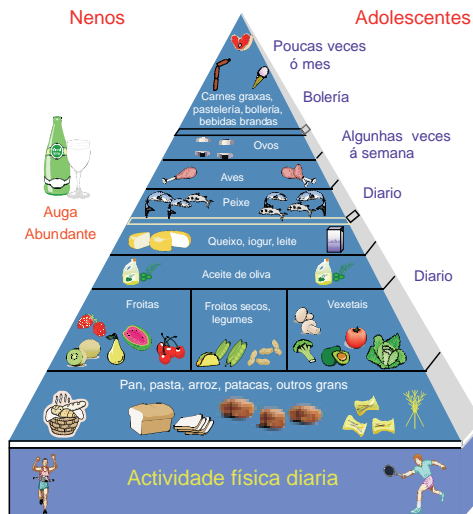 Nenos
Adolescentes
Poucas veces
ó mes
Bolería
Carnes graxas,
pastelería, bollería,
bebidas brandas
Algunhas veces
á semana
Ovos
Aves
Diario
Peixe
Auga
Abundante
Queixo, iogur, leite
Aceite de oliva
Diario
Froitas
Froitos secos,
legumes
Vexetais
Pan, pasta, arroz, patacas, outros grans
Actividade física diaria